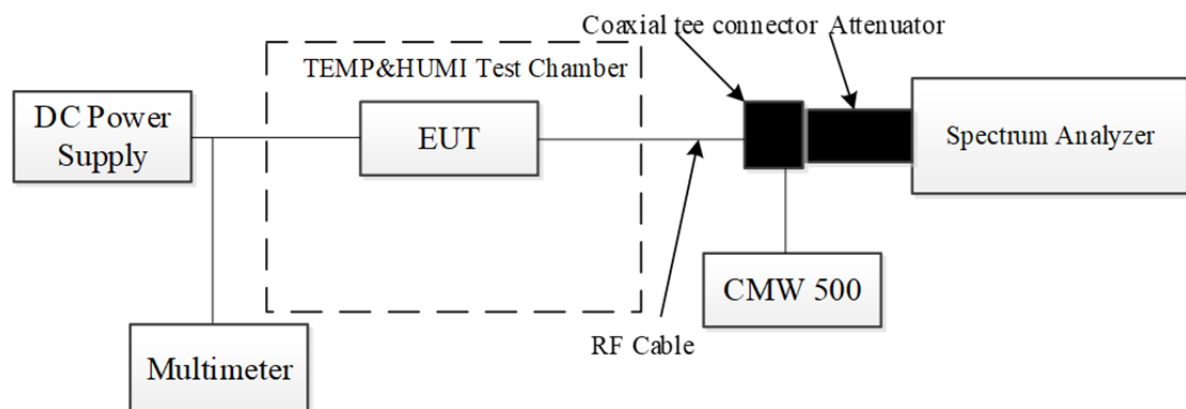 Coaxial tee connector Attenuator
TEMP&HUMI Test Chamber
DC Power
Supply
EUT
Spectrum Analyzer
CMW 500
RF Cable
Multimeter